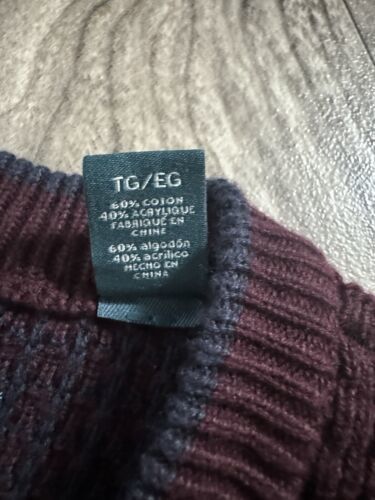 TG/EG
60% COTON
40% ACRYLIQUE
FABRIQUÉ EN
CHINE
60% algodón
40% acrílico
HECHO EN
CHINA